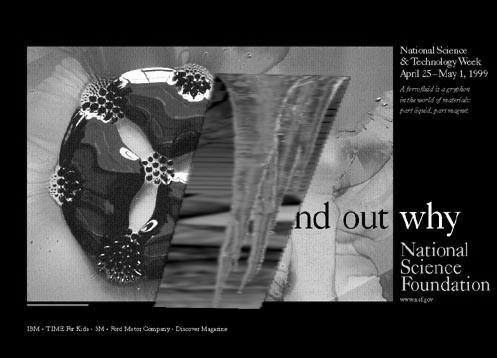 National Science
& Technology Week
April 25 – May 1, 1999
A ferrofluid is a gryphon
in the world of materials:
part liquid, part magnet.
nd out why
National
Science
Foundation
www.nsf.gov
IBM • TIME For Kids • 3M • Ford Motor Company • Discover Magazine